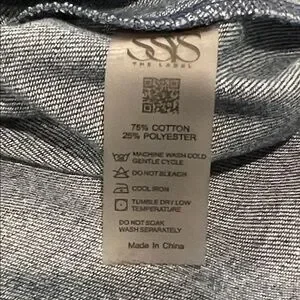 SSYS
THE LABEL
75% COTTON
25% POLYESTER
MACHINE WASH COLD
GENTLE CYCLE
DO NOT BLEACH
COOL IRON
TUMBLE DRY LOW
TEMPERATURE
DO NOT SOAK
WASH SEPARATELY
Made In China